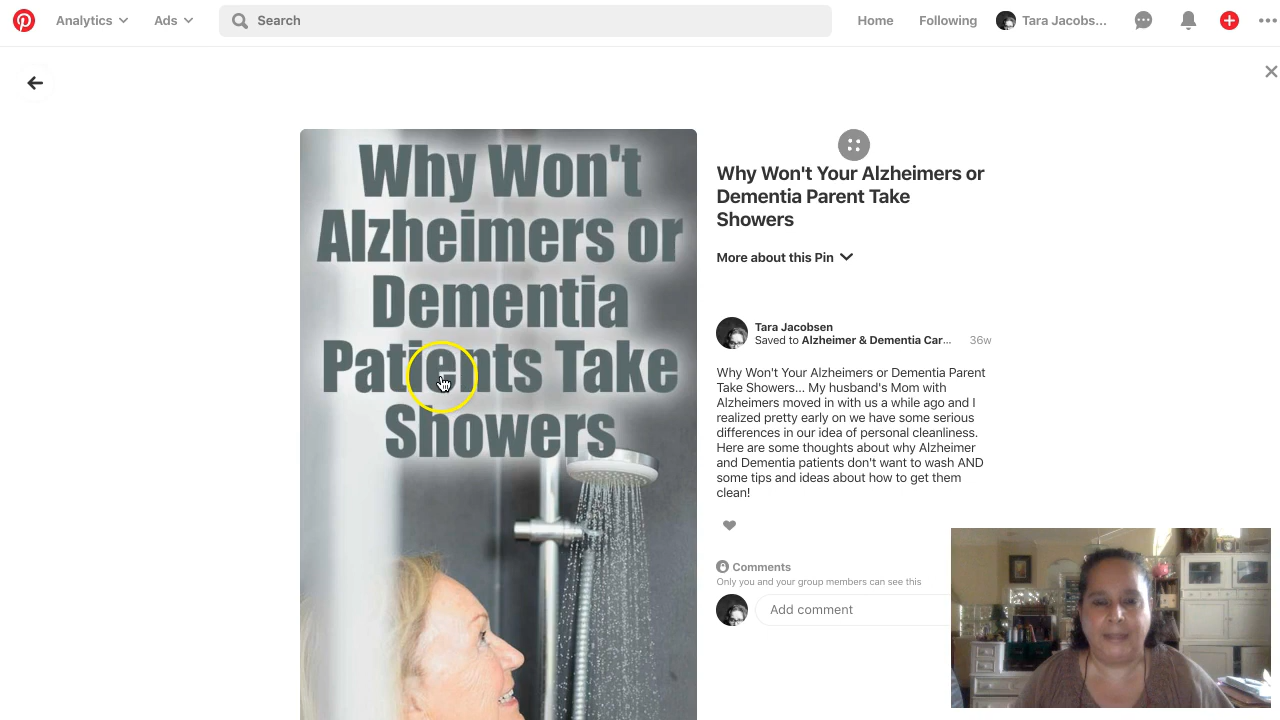 Analytics Ads Search Home Following Tara Jacobs...
Why Won't
Alzheimers or
Dementia
Patients Take
Showers
Why Won't Your Alzheimers or
Dementia Parent Take
Showers
More about this Pin
Tara Jacobsen
Saved to Alzheimer & Dementia Car... 36w
Why Won't Your Alzheimers or Dementia Parent
Take Showers... My husband's Mom with
Alzheimers moved in with us a while ago and I
realized pretty early on we have some serious
differences in our idea of personal cleanliness.
Here are some thoughts about why Alzheimer
and Dementia patients don't want to wash AND
some tips and ideas about how to get them
clean!
Comments
Only you and your group members can see this
Add comment